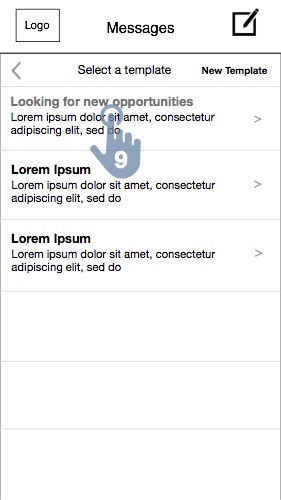 Logo
Messages
Select a template
New Template
Looking for new opportunities
Lorem ipsum dolor sit amet, consectetur
adipiscing elit, sed do
9
Lorem Ipsum
Lorem ipsum dolor sit amet, consectetur
adipiscing elit, sed do
Lorem Ipsum
Lorem ipsum dolor sit amet, consectetur
adipiscing elit, sed do